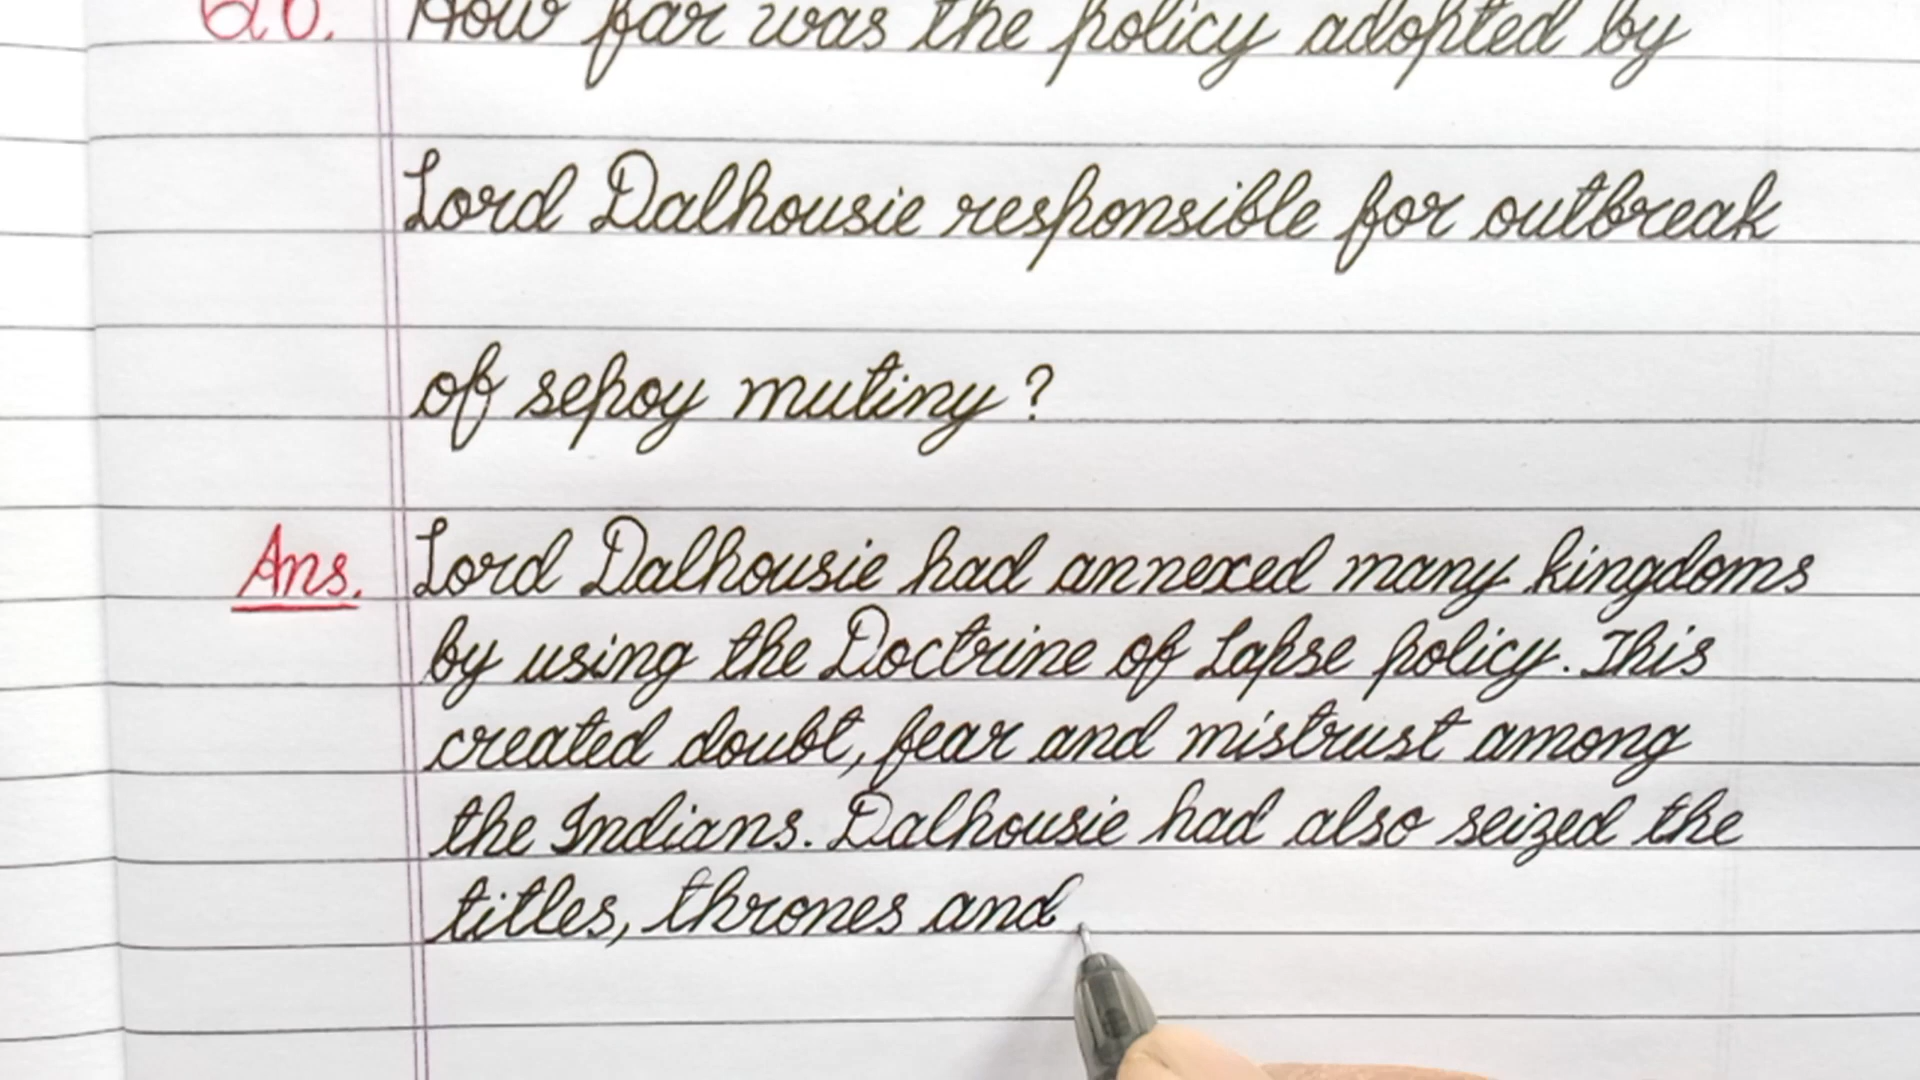 How far was the policy adopted by
Lord Dalhousie responsible for outbreak
of sepoy mutiny?
Ans. Lord Dalhousie had annexed many kingdoms
by using the Doctrine of Lapse policy. This
created doubt, fear and mistrust among
the Indians. Dalhousie had also seized the
titles, thrones and